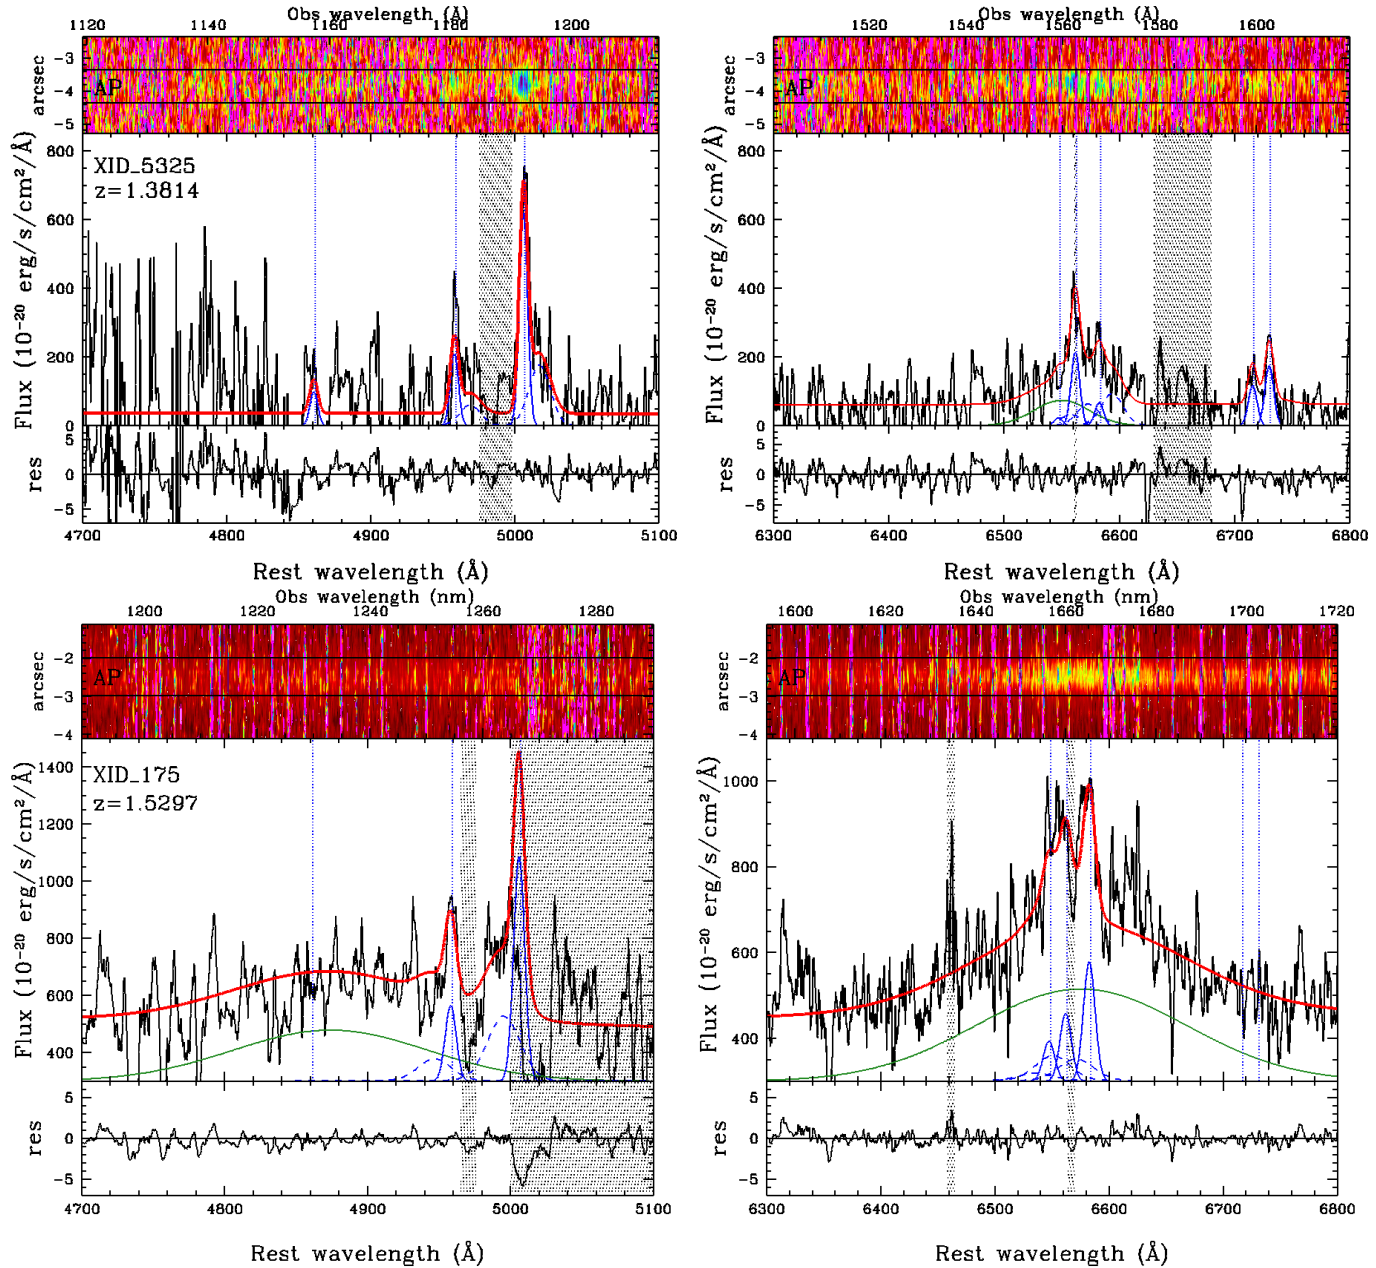 Obs wavelength (Å)
1120 1140 1160 1180 1200
arcsec
-3
-4
-5
AP
Flux (10⁻²⁰ erg/s/cm²/Å)
800
600
400
200
0
XID_5325
z=1.3814
res
5
0
-5
4700 4800 4900 5000 5100
Rest wavelength (Å)
Obs wavelength (Å)
1520 1540 1560 1580 1600
arcsec
-3
-4
-5
AP
Flux (10⁻²⁰ erg/s/cm²/Å)
800
600
400
200
0
res
5
0
-5
6300 6400 6500 6600 6700 6800
Rest wavelength (Å)
Obs wavelength (nm)
1200 1220 1240 1260 1280
arcsec
-2
-3
-4
AP
Flux (10⁻²⁰ erg/s/cm²/Å)
1400
1200
1000
800
600
400
XID_175
z=1.5297
res
5
0
-5
4700 4800 4900 5000 5100
Rest wavelength (Å)
Obs wavelength (nm)
1600 1620 1640 1660 1680 1700 1720
arcsec
-2
-3
-4
AP
Flux (10⁻²⁰ erg/s/cm²/Å)
1000
800
600
400
res
5
0
-5
6300 6400 6500 6600 6700 6800
Rest wavelength (Å)